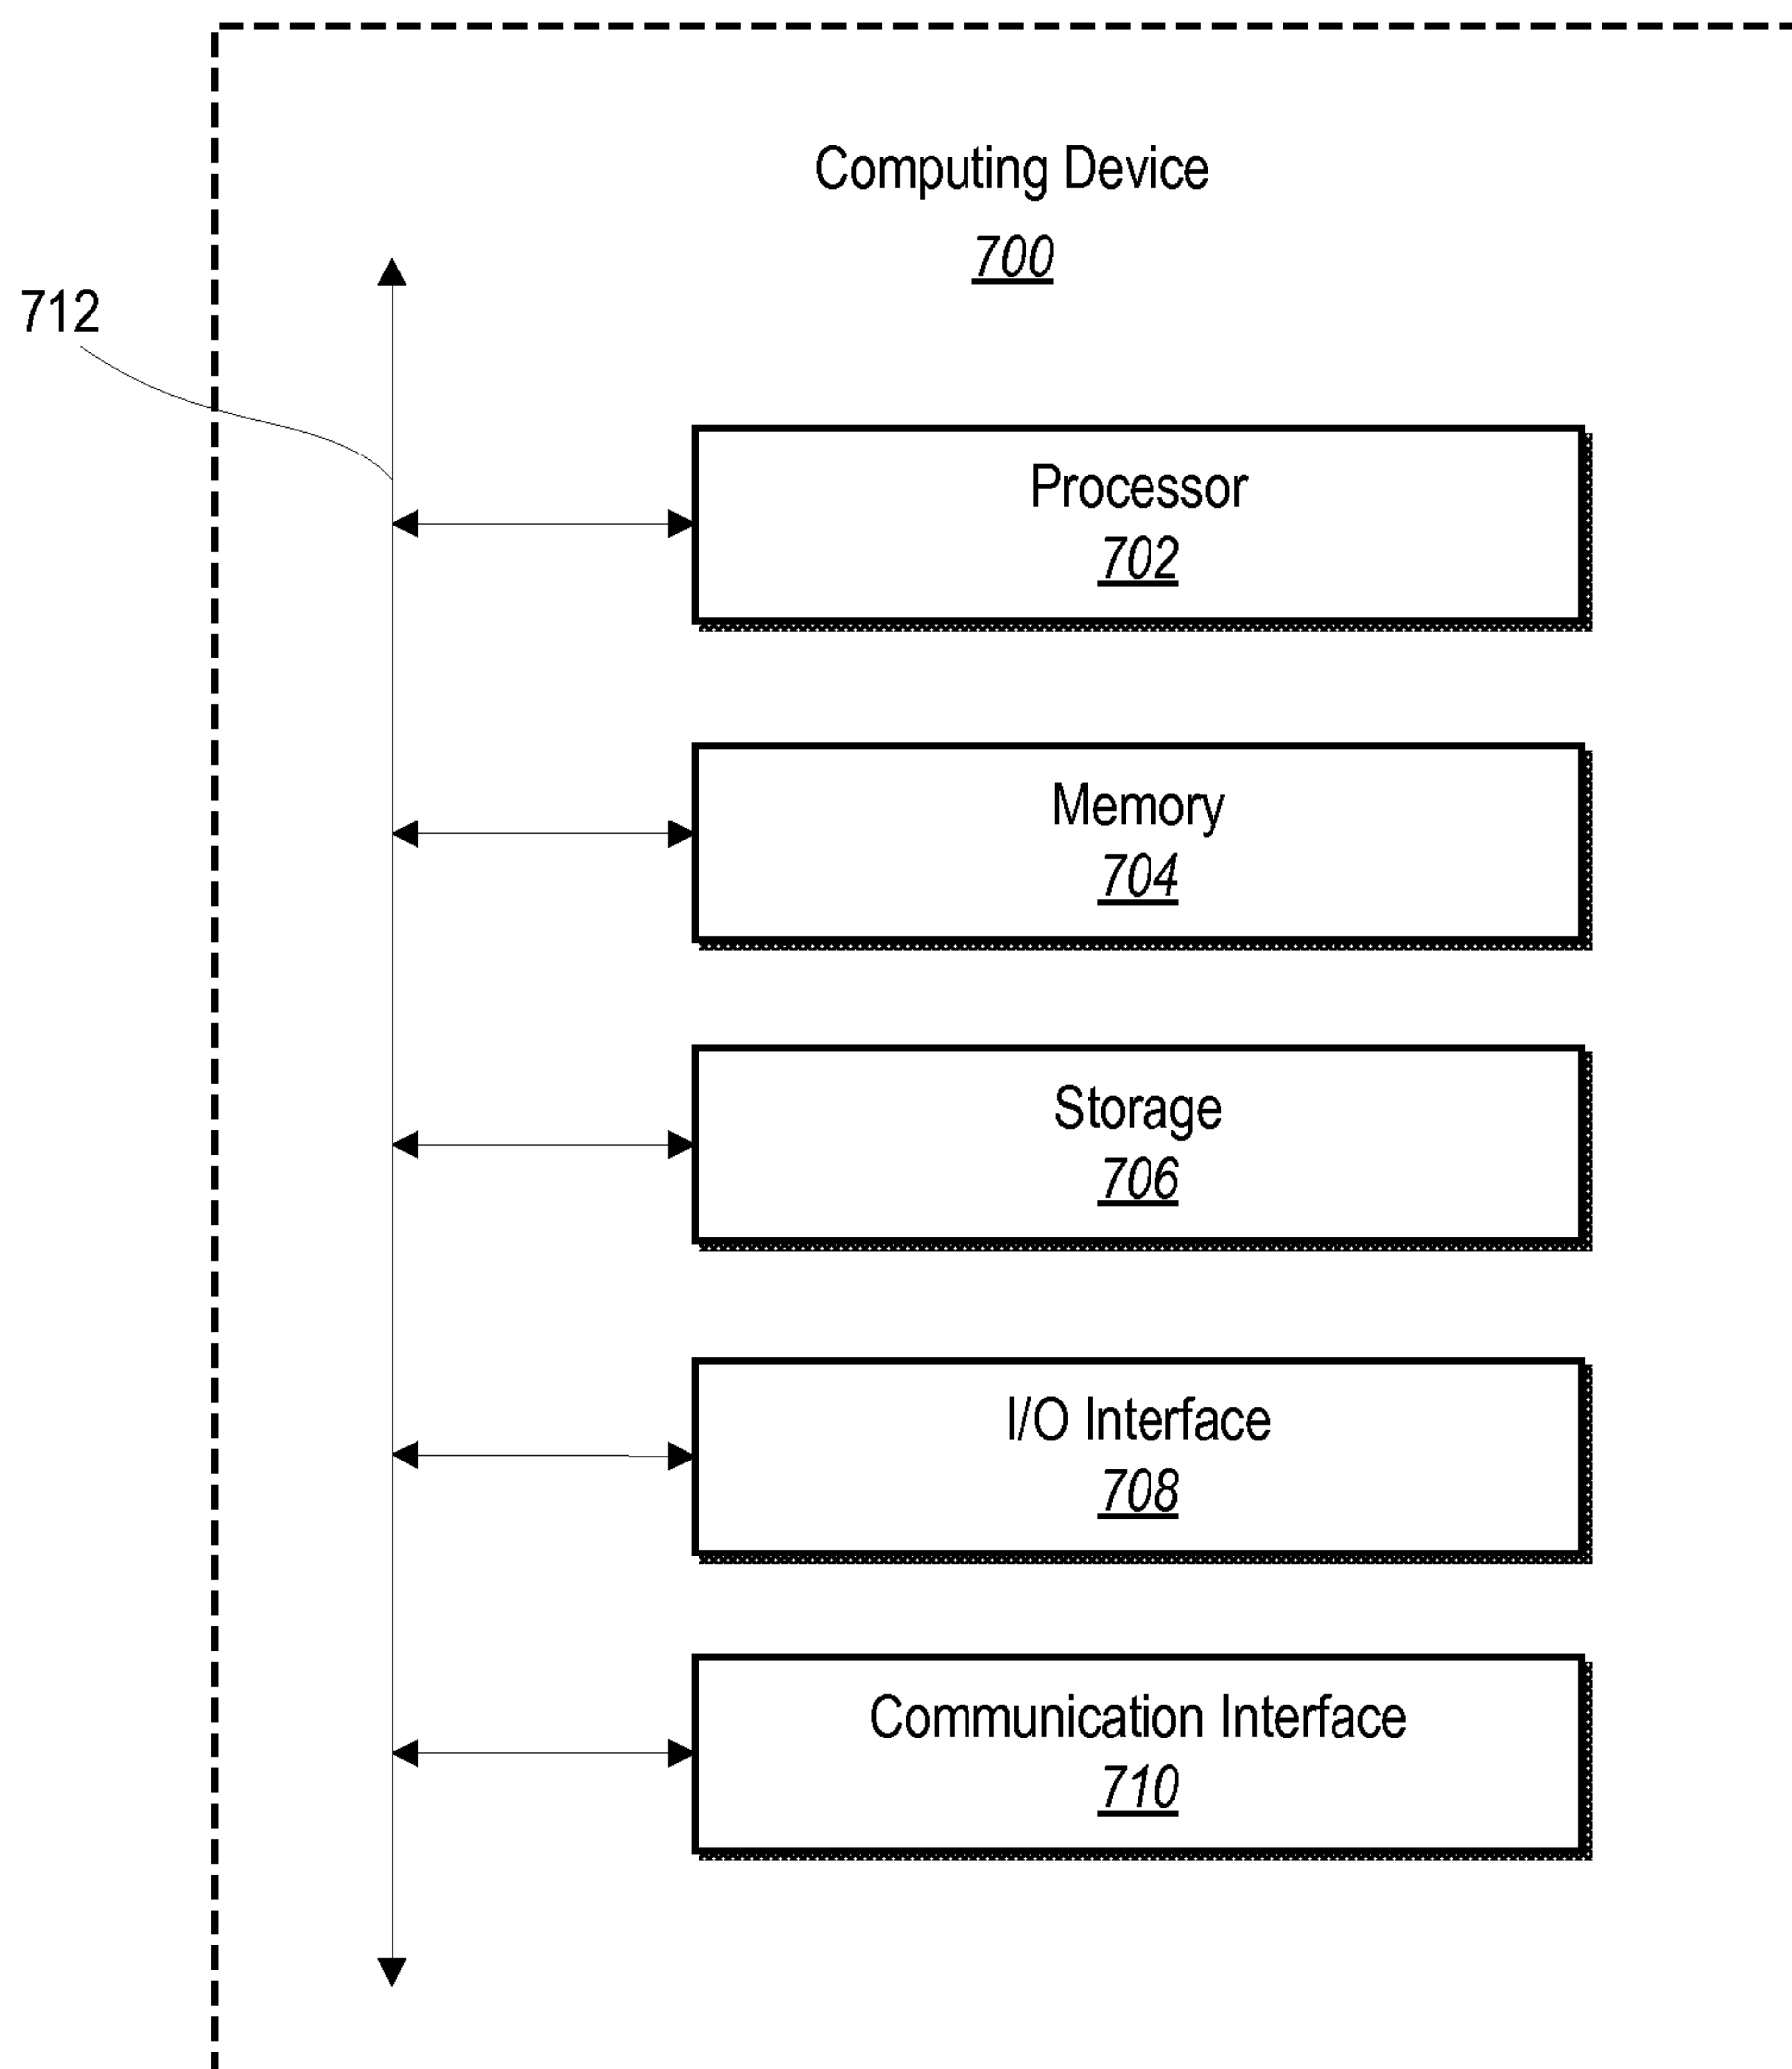 Computing Device
700
712
Processor
702
Memory
704
Storage
706
I/O Interface
708
Communication Interface
710